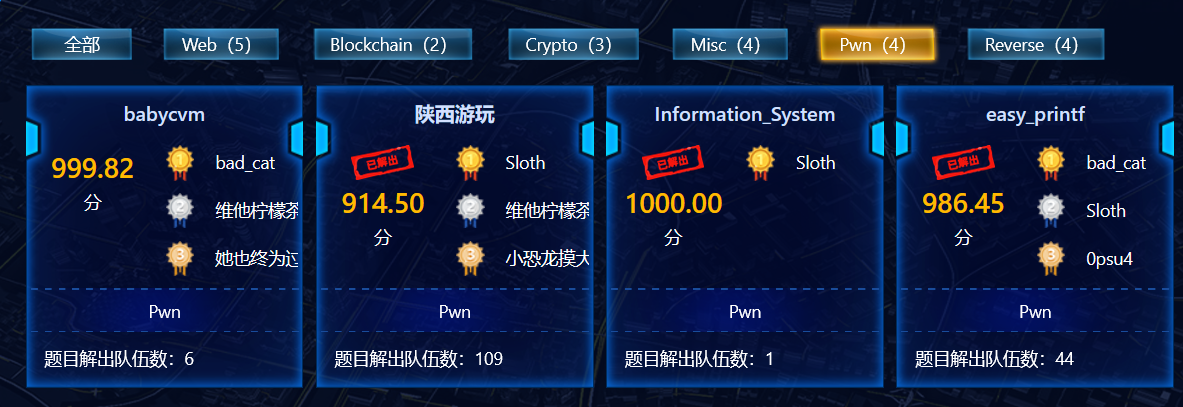 全部 Web（5） Blockchain（2） Crypto（3） Misc（4） Pwn（4） Reverse（4）
babycvm
999.82
分
1 bad_cat
2 维他柠檬茶
3 她也终为过
Pwn
题目解出队伍数：6
陕西游玩
已解出
914.50
分
1 Sloth
2 维他柠檬茶
3 小恐龙摸大
Pwn
题目解出队伍数：109
Information_System
已解出
1000.00
分
1 Sloth
Pwn
题目解出队伍数：1
easy_printf
已解出
986.45
分
1 bad_cat
2 Sloth
3 0psu4
Pwn
题目解出队伍数：44